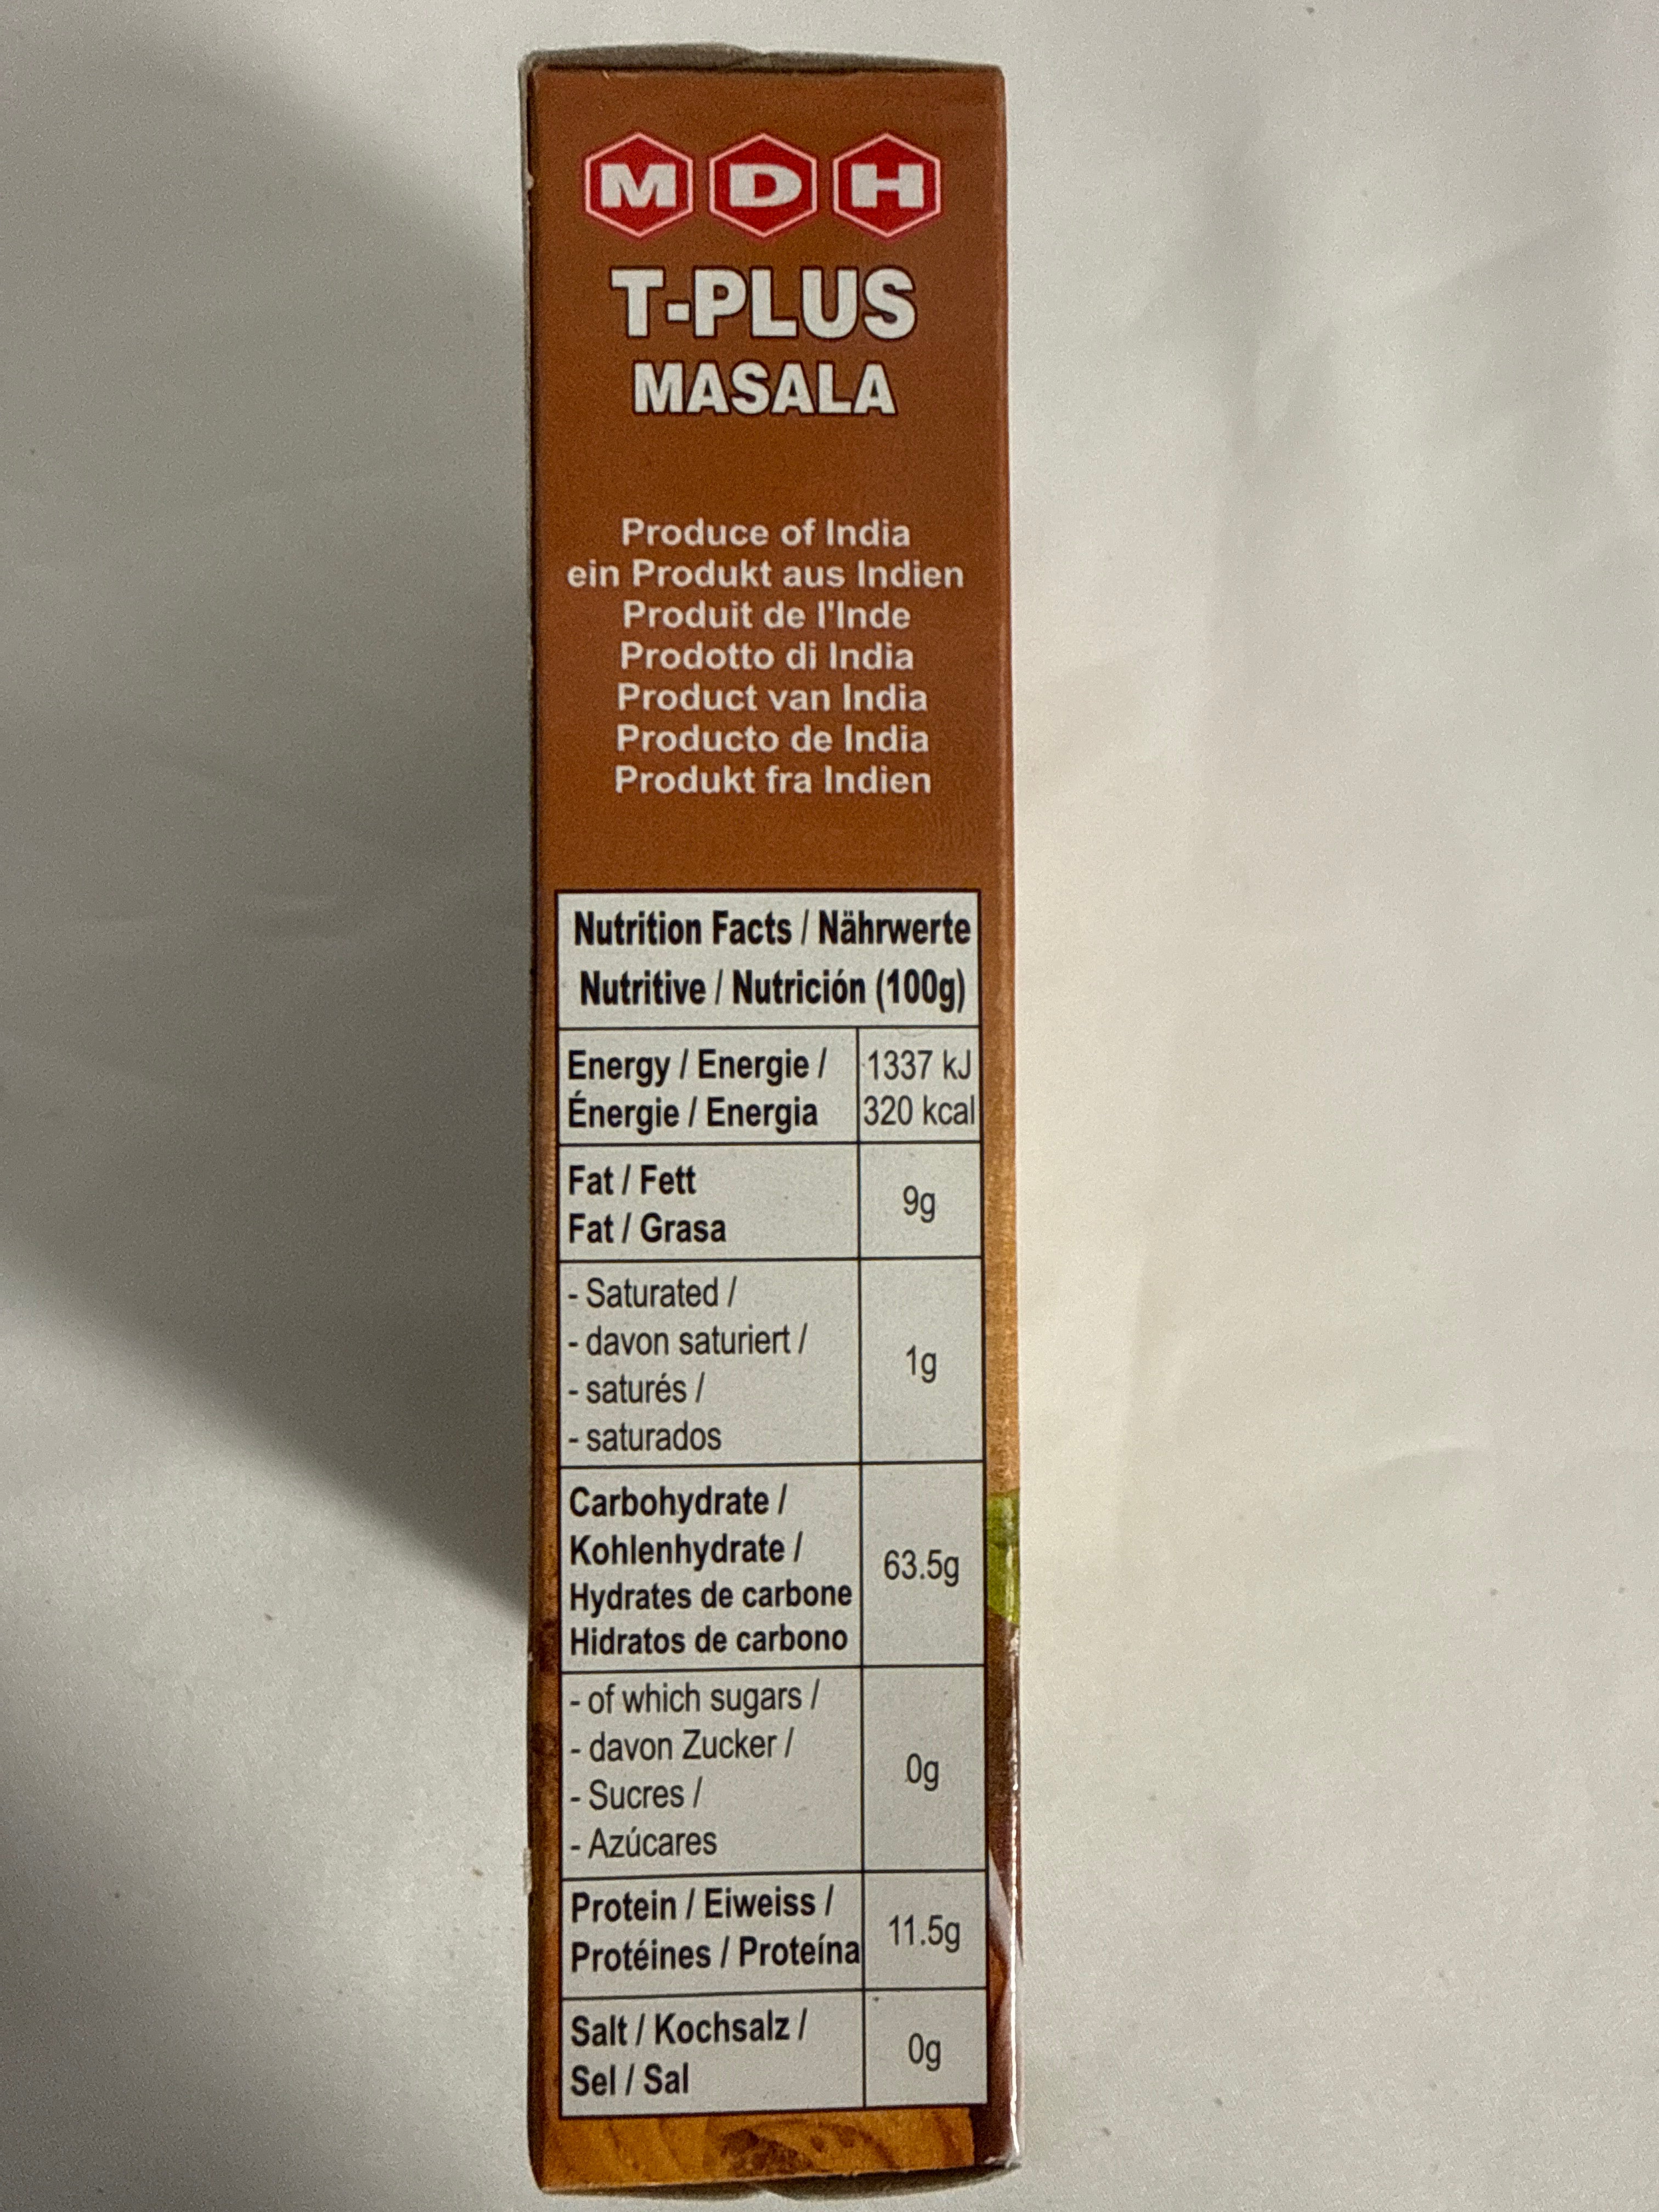 MDH
T-PLUS
MASALA
Produce of India
ein Produkt aus Indien
Produit de l'Inde
Prodotto di India
Product van India
Producto de India
Produkt fra Indien
Nutrition Facts / Nährwerte
Nutritive / Nutrición (100g)
Energy / Energie / 1337 kJ
Énergie / Energia 320 kcal
Fat / Fett
Fat / Grasa
9g
- Saturated /
- davon saturiert /
- saturés /
- saturados
1g
Carbohydrate /
Kohlenhydrate /
Hydrates de carbone
Hidratos de carbono
63.5g
- of which sugars /
- davon Zucker /
- Sucres /
- Azúcares
0g
Protein / Eiweiss /
Protéines / Proteína
11.5g
Salt / Kochsalz /
Sel / Sal
0g